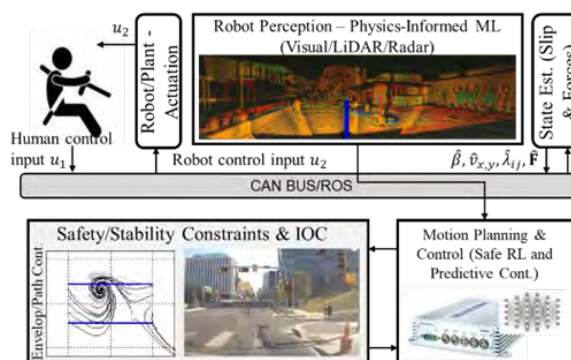 u₂
Robot/Plant -
Actuation
Robot Perception – Physics-Informed ML
(Visual/LiDAR/Radar)
State Est. (Slip
& Forces)
Human control
input u₁
Robot control input u₂
β̂, v̂ₓ,ᵧ, λ̂ᵢⱼ, F̂
CAN BUS/ROS
Safety/Stability Constraints & IOC
Envelop/Path Cont.
Motion Planning &
Control (Safe RL and
Predictive Cont.)